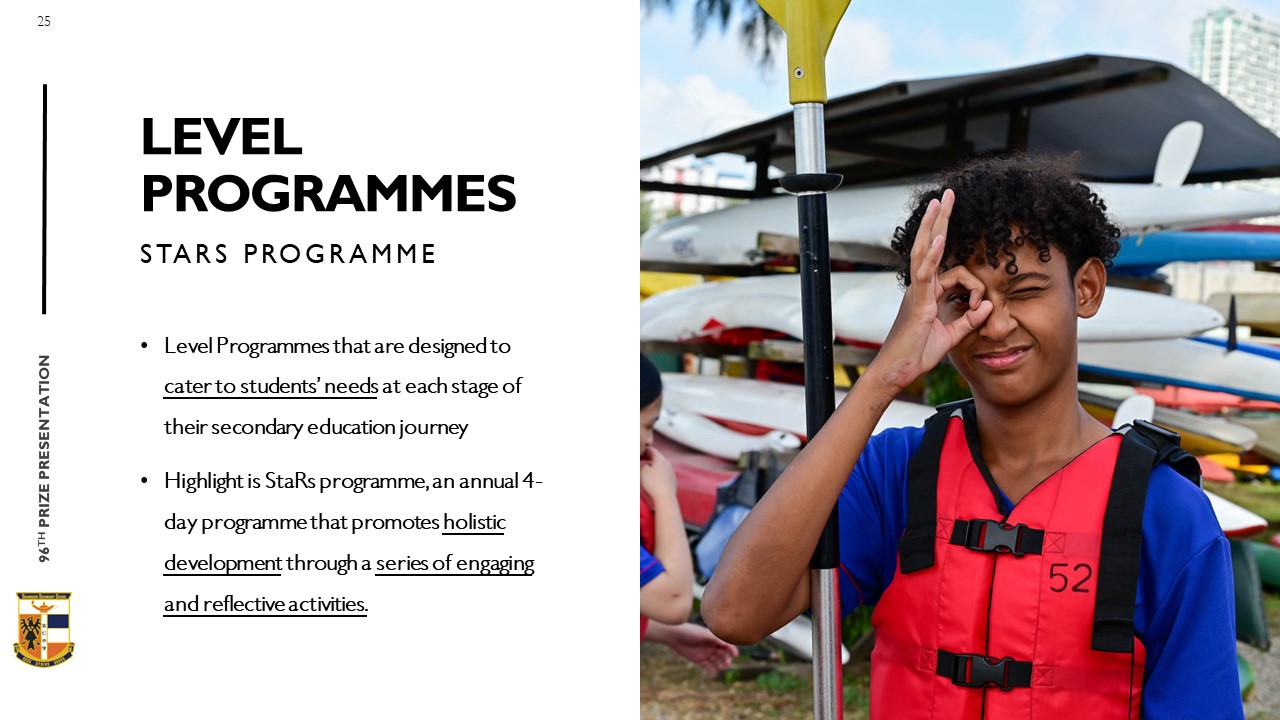 25
LEVEL
PROGRAMMES
STARS PROGRAMME
• Level Programmes that are designed to
cater to students’ needs at each stage of
their secondary education journey
• Highlight is StaRs programme, an annual 4-
day programme that promotes holistic
development through a series of engaging
and reflective activities.
96TH PRIZE PRESENTATION
52